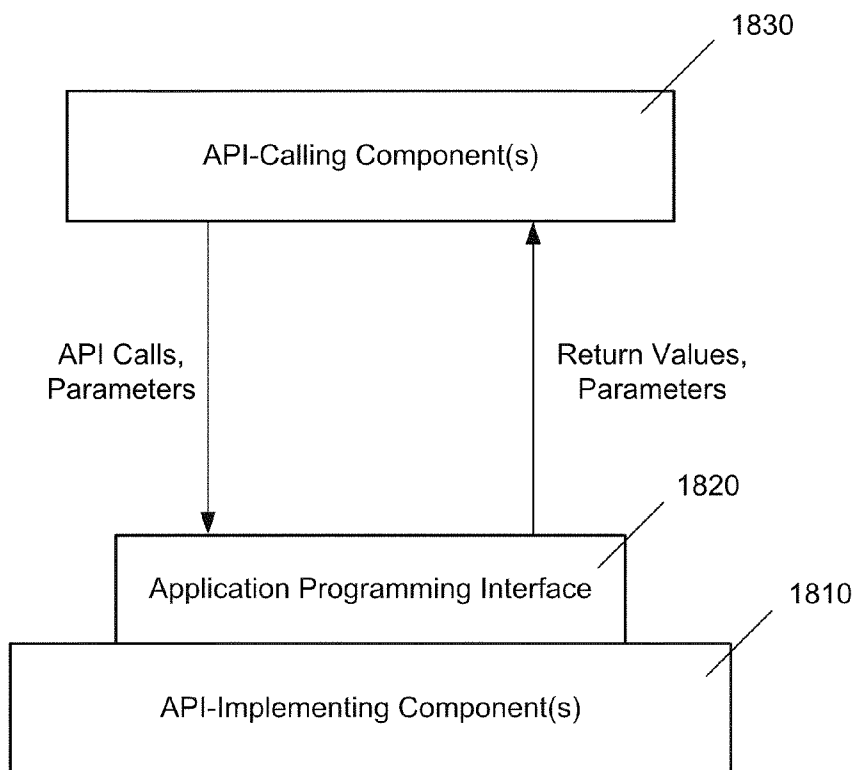 1830
API-Calling Component(s)
API Calls,
Parameters
Return Values,
Parameters
1820
Application Programming Interface
1810
API-Implementing Component(s)